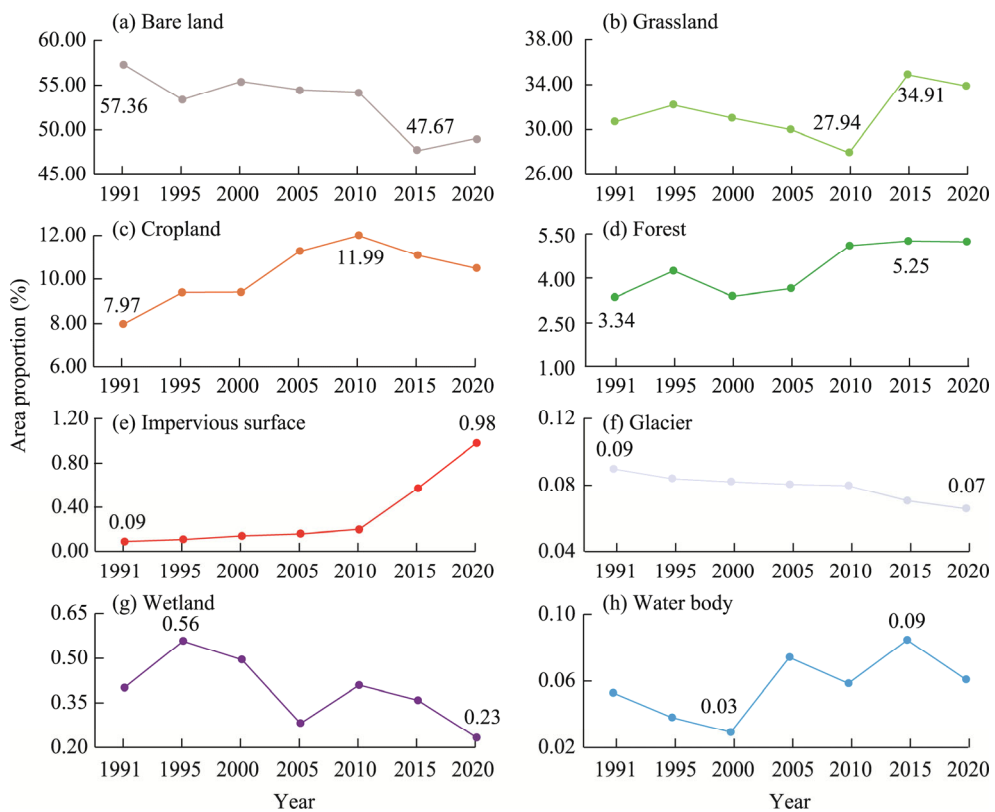 (a) Bare land
60.00
55.00
50.00
45.00
57.36
47.67
1991 1995 2000 2005 2010 2015 2020
(b) Grassland
38.00
34.00
30.00
26.00
27.94
34.91
1991 1995 2000 2005 2010 2015 2020
(c) Cropland
12.00
10.00
8.00
6.00
7.97
11.99
1991 1995 2000 2005 2010 2015 2020
(d) Forest
5.50
4.00
2.50
1.00
3.34
5.25
1991 1995 2000 2005 2010 2015 2020
Area proportion (%)
(e) Impervious surface
1.20
0.80
0.40
0.00
0.09
0.98
1991 1995 2000 2005 2010 2015 2020
(f) Glacier
0.12
0.08
0.04
0.09
0.07
1991 1995 2000 2005 2010 2015 2020
(g) Wetland
0.65
0.50
0.35
0.20
0.56
0.23
1991 1995 2000 2005 2010 2015 2020
Year
(h) Water body
0.10
0.06
0.02
0.03
0.09
1991 1995 2000 2005 2010 2015 2020
Year